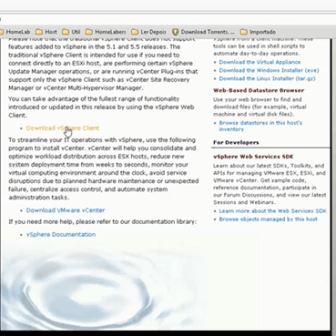 HomeLab
Host
HomeLabers
Ler Depois
Download Torrents,
Importado
Please note that the traditional vSphere Client does not support
features added to vSphere in the 5.1 and 5.5 releases. The
traditional vSphere Client is intended for use if you need to
connect directly to an ESXi host, are performing certain vSphere
Update Manager operations, or are running vCenter Plug-ins that
support only the vSphere Client such as vCenter Site Recovery
Manager or vCenter Multi-Hypervisor Manager.
You can take advantage of the fullest range of functionality
introduced or updated in this release by using the vSphere Web
Client.
Download vSphere Client
To streamline your IT operations with vSphere, use the following
program to install vCenter. vCenter will help you consolidate and
optimize workload distribution across ESX hosts, reduce new
system deployment time from weeks to seconds, monitor your
virtual computing environment around the clock, avoid service
disruptions due to planned hardware maintenance or unexpected
failure, centralize access control, and automate system
administration tasks.
Download VMware vCenter
If you need more help, please refer to our documentation library:
vSphere Documentation
tools can be used in shell scripts to
automate day-to-day operations.
Download the Virtual Appliance
Download the Windows Installer (exe)
Download the Linux Installer (tar.gz)
Web-Based Datastore Browser
Use your web browser to find and
download files (for example, virtual
machine and virtual disk files).
Browse datastores in this host's
inventory
For Developers
vSphere Web Services SDK
Learn about our latest SDKs, Toolkits, and
APIs for managing VMware ESX, ESXi, and
VMware vCenter. Get sample code,
reference documentation, participate in
our Forum Discussions, and view our latest
Sessions and Webinars.
Learn more about the Web Services SDK
Browse objects managed by this host